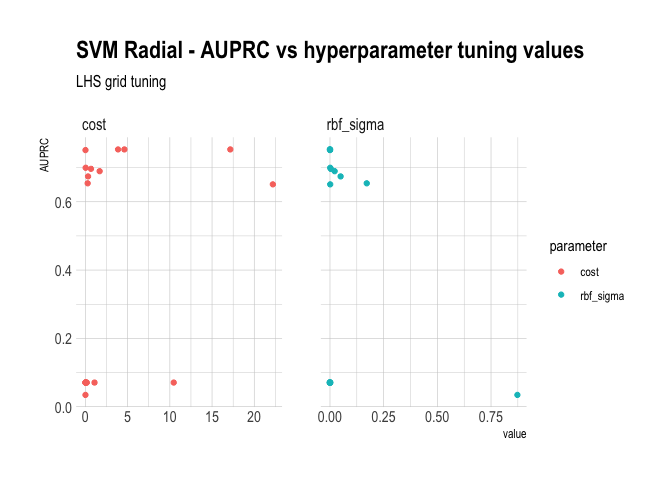 SVM Radial - AUPRC vs hyperparameter tuning values
LHS grid tuning
cost
rbf_sigma
AUPRC
0.6
0.4
0.2
0.0
0 5 10 15 20
0.00 0.25 0.50 0.75
value
parameter
cost
rbf_sigma